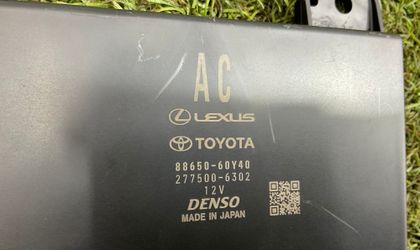 AC
LEXUS
TOYOTA
88650-60Y40
277500-6302
12V
DENSO
MADE IN JAPAN